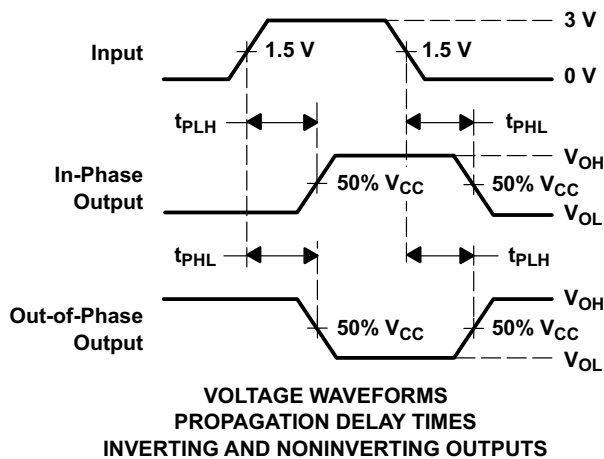 3 V
Input
1.5 V
1.5 V
0 V
tPLH
tPHL
VOH
In-Phase
Output
50% VCC
50% VCC
VOL
tPHL
tPLH
VOH
Out-of-Phase
Output
50% VCC
50% VCC
VOL
VOLTAGE WAVEFORMS
PROPAGATION DELAY TIMES
INVERTING AND NONINVERTING OUTPUTS